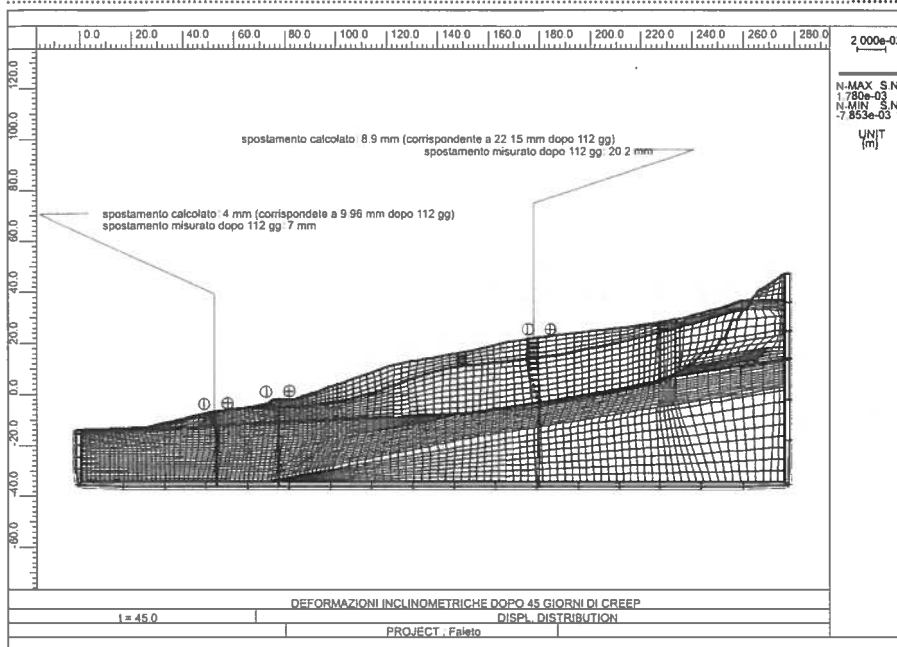 0.0 20.0 40.0 60.0 80.0 100.0 120.0 140.0 160.0 180.0 200.0 220.0 240.0 260.0 280.0
2 000e-03
N-MAX S.N
1.780e-03
N-MIN S.N
-7.853e-03
UNIT
[m]
120.0
100.0
80.0
60.0
40.0
20.0
0.0
-20.0
-40.0
-60.0
spostamento calcolato: 8.9 mm (corrispondente a 22 15 mm dopo 112 gg)
spostamento misurato dopo 112 gg: 20 2 mm
spostamento calcolato: 4 mm (corrispondete a 9 96 mm dopo 112 gg)
spostamento misurato dopo 112 gg: 7 mm
DEFORMAZIONI INCLINOMETRICHE DOPO 45 GIORNI DI CREEP
t = 45.0 DISPL. DISTRIBUTION
PROJECT : Faleto